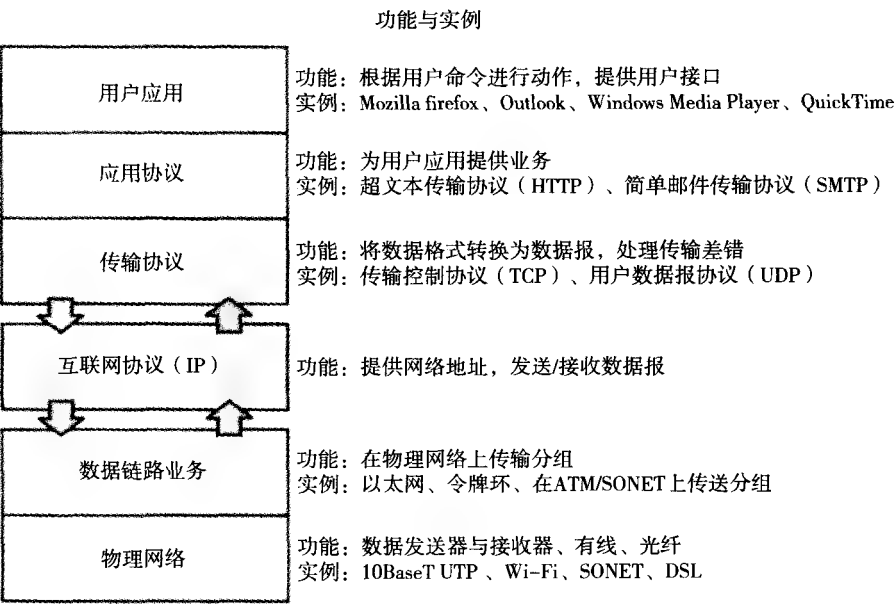 功能与实例
用户应用
功能：根据用户命令进行动作，提供用户接口
实例：Mozilla firefox、Outlook、Windows Media Player、QuickTime
应用协议
功能：为用户应用提供业务
实例：超文本传输协议（HTTP）、简单邮件传输协议（SMTP）
传输协议
功能：将数据格式转换为数据报，处理传输差错
实例：传输控制协议（TCP）、用户数据报协议（UDP）
互联网协议（IP）
功能：提供网络地址，发送/接收数据报
数据链路业务
功能：在物理网络上传输分组
实例：以太网、令牌环、在ATM/SONET上传送分组
物理网络
功能：数据发送器与接收器、有线、光纤
实例：10BaseT UTP、Wi-Fi、SONET、DSL